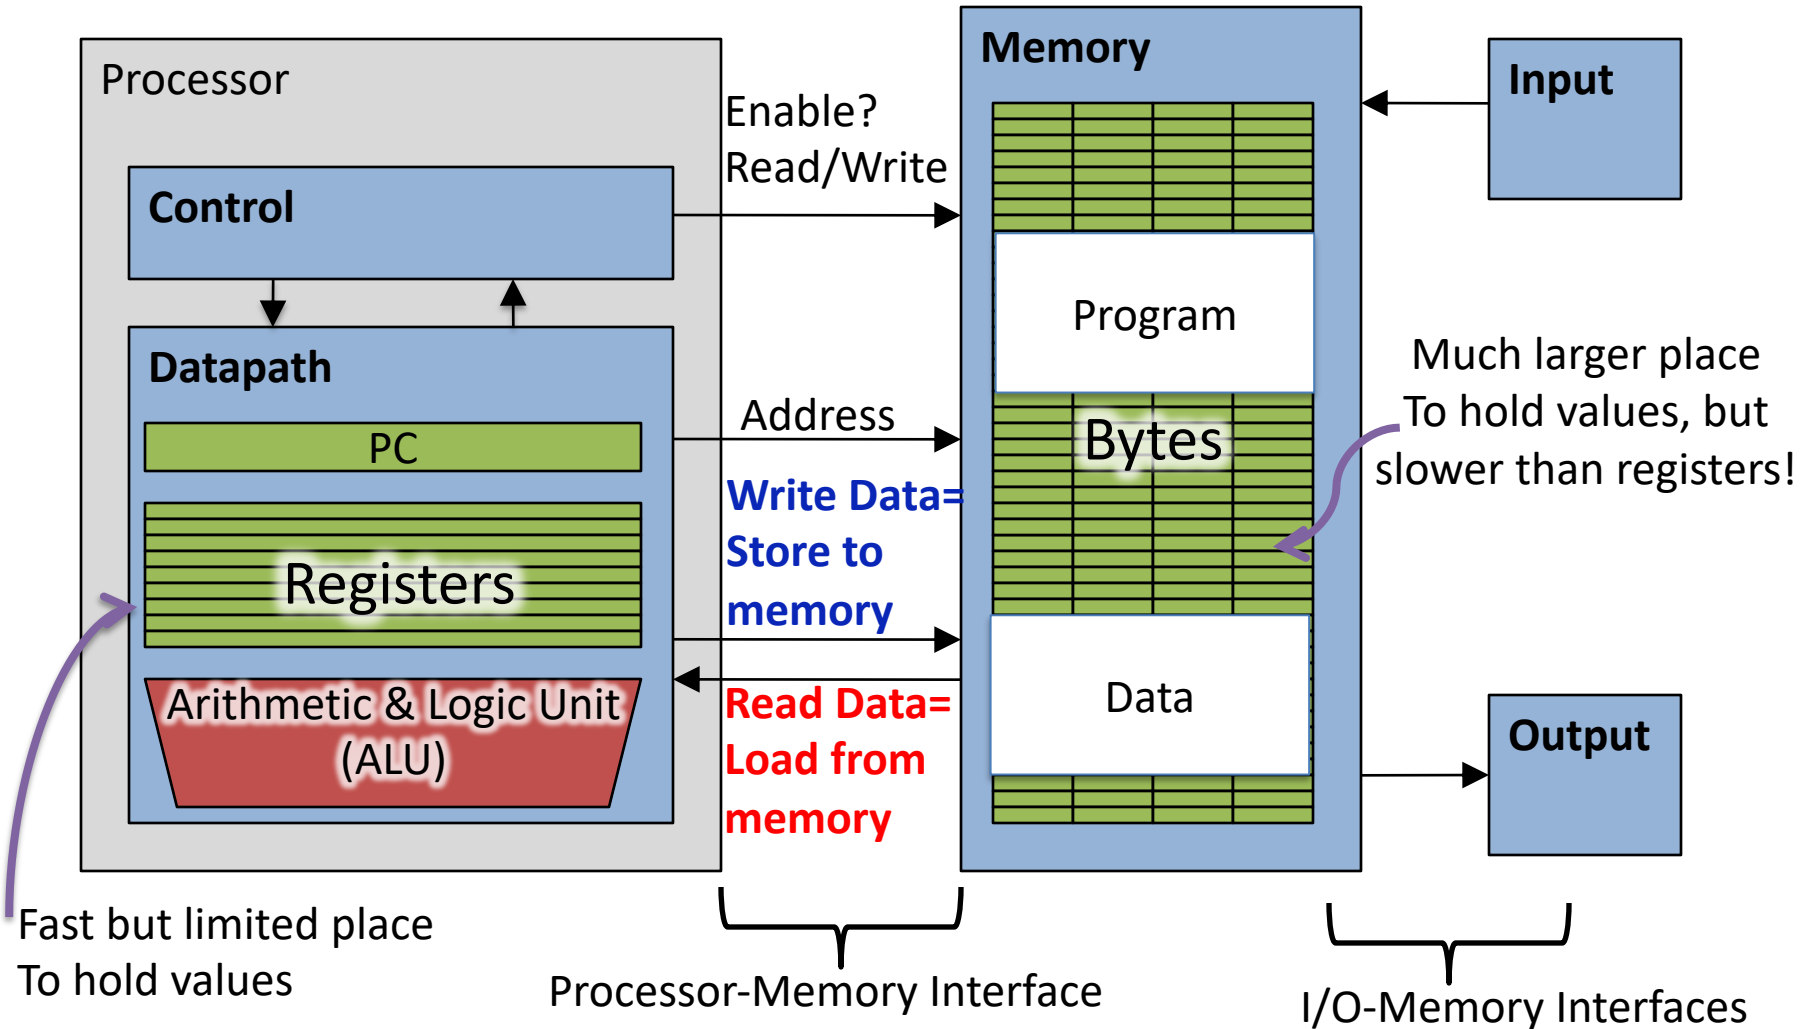 Processor
Control
Datapath
PC
Registers
Arithmetic & Logic Unit
(ALU)
Fast but limited place
To hold values
Enable?
Read/Write
Address
Write Data=
Store to
memory
Read Data=
Load from
memory
Processor-Memory Interface
Memory
Program
Bytes
Data
Input
Much larger place
To hold values, but
slower than registers!
Output
I/O-Memory Interfaces